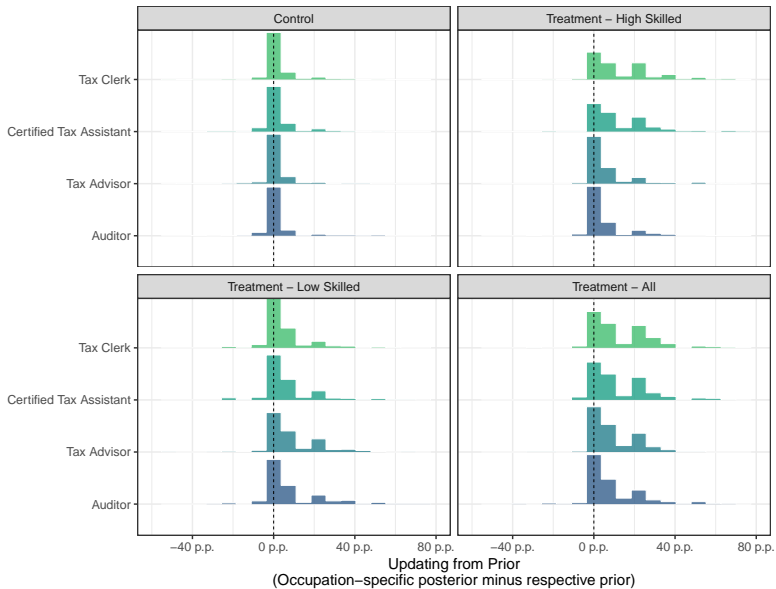 Control
Treatment − High Skilled
Tax Clerk
Certified Tax Assistant
Tax Advisor
Auditor
Treatment − Low Skilled
Treatment − All
Tax Clerk
Certified Tax Assistant
Tax Advisor
Auditor
−40 p.p. 0 p.p. 40 p.p. 80 p.p.
−40 p.p. 0 p.p. 40 p.p. 80 p.p.
Updating from Prior
(Occupation−specific posterior minus respective prior)